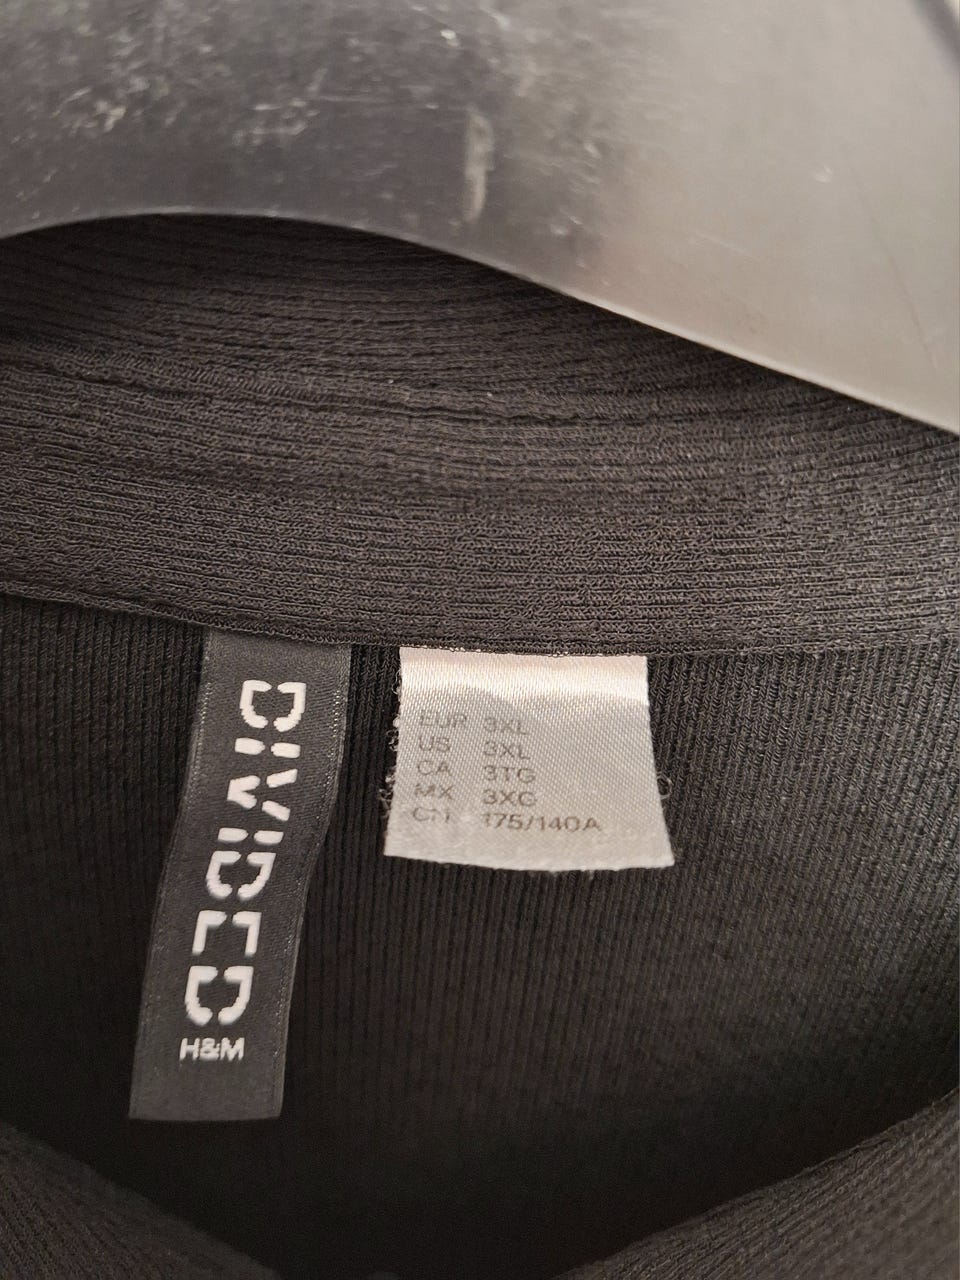 DIVIDED
H&M
EUR 3XL
US 3XL
CA 3TG
MX 3XG
CN 175/140A